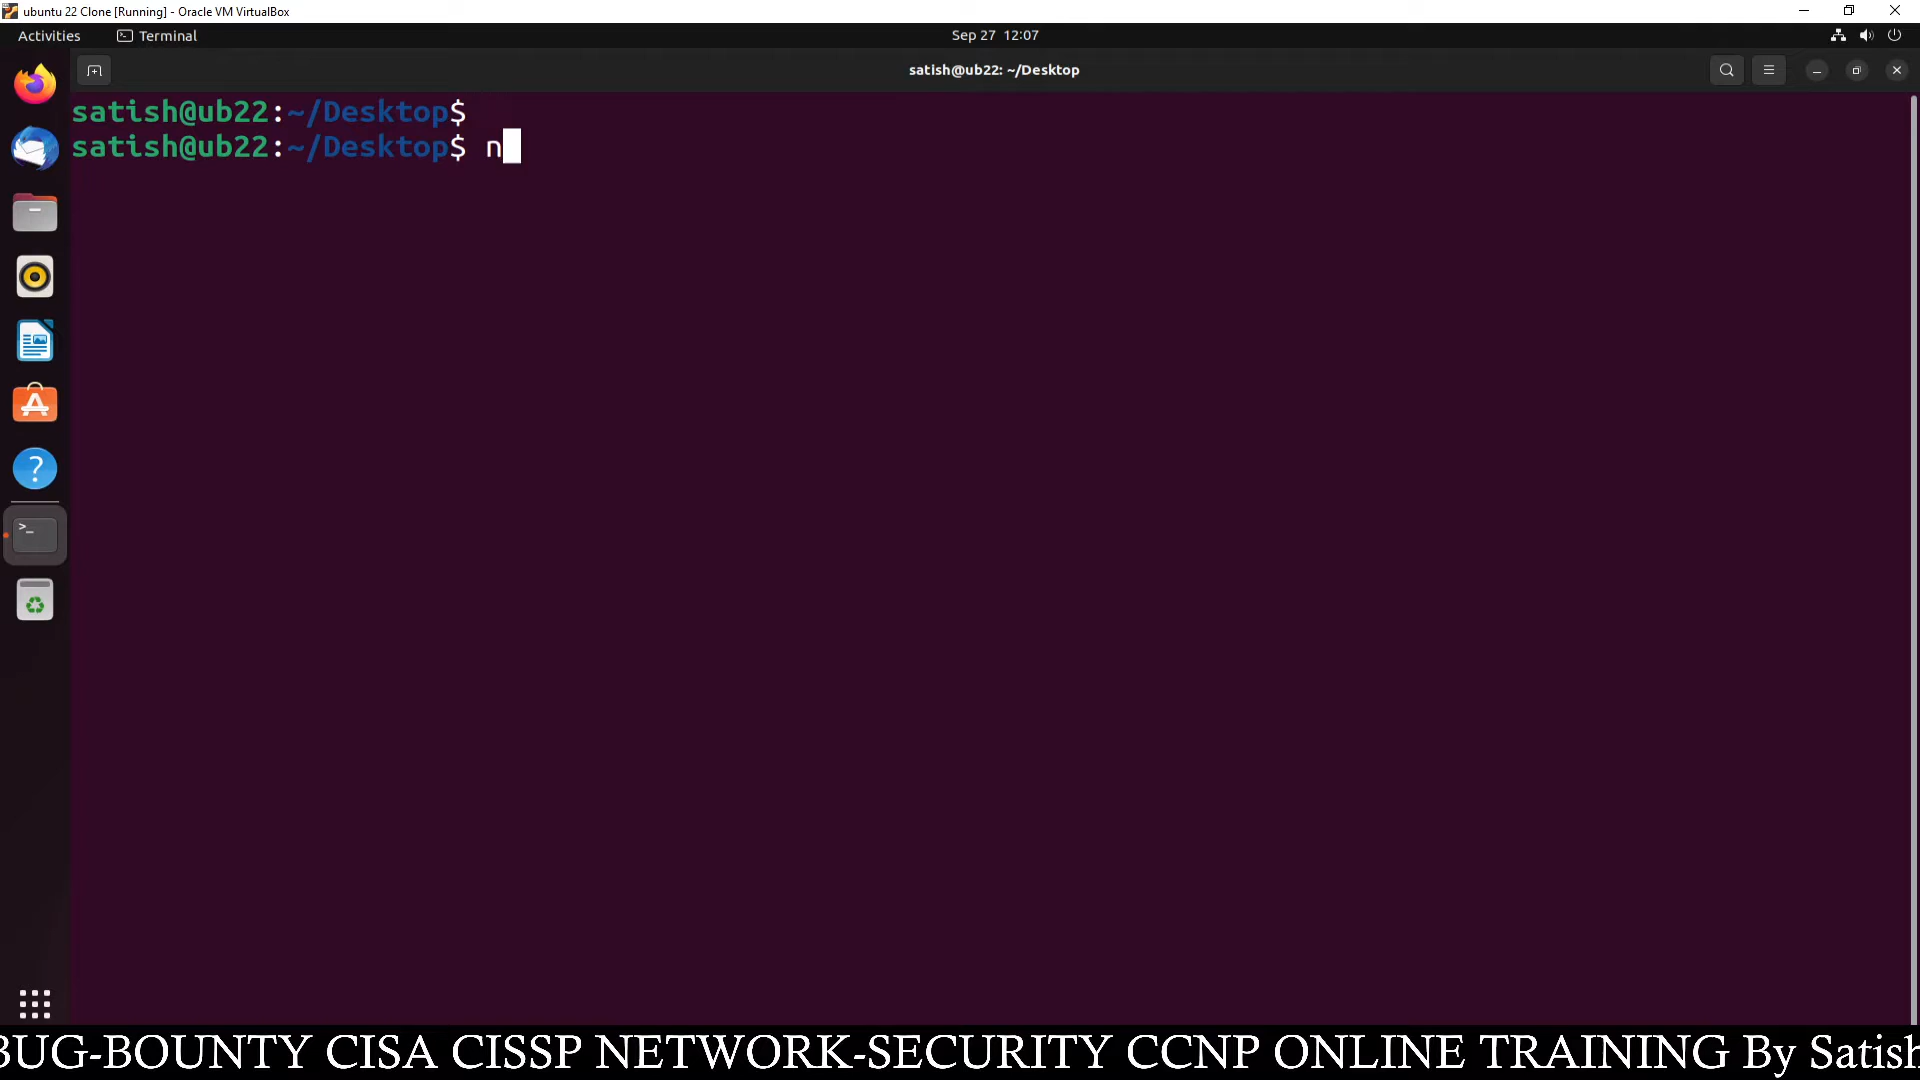 ubuntu 22 Clone [Running] - Oracle VM VirtualBox
Activities Terminal Sep 27 12:07
satish@ub22: ~/Desktop
satish@ub22:~/Desktop$
satish@ub22:~/Desktop$ n
BUG-BOUNTY CISA CISSP NETWORK-SECURITY CCNP ONLINE TRAINING By Satish